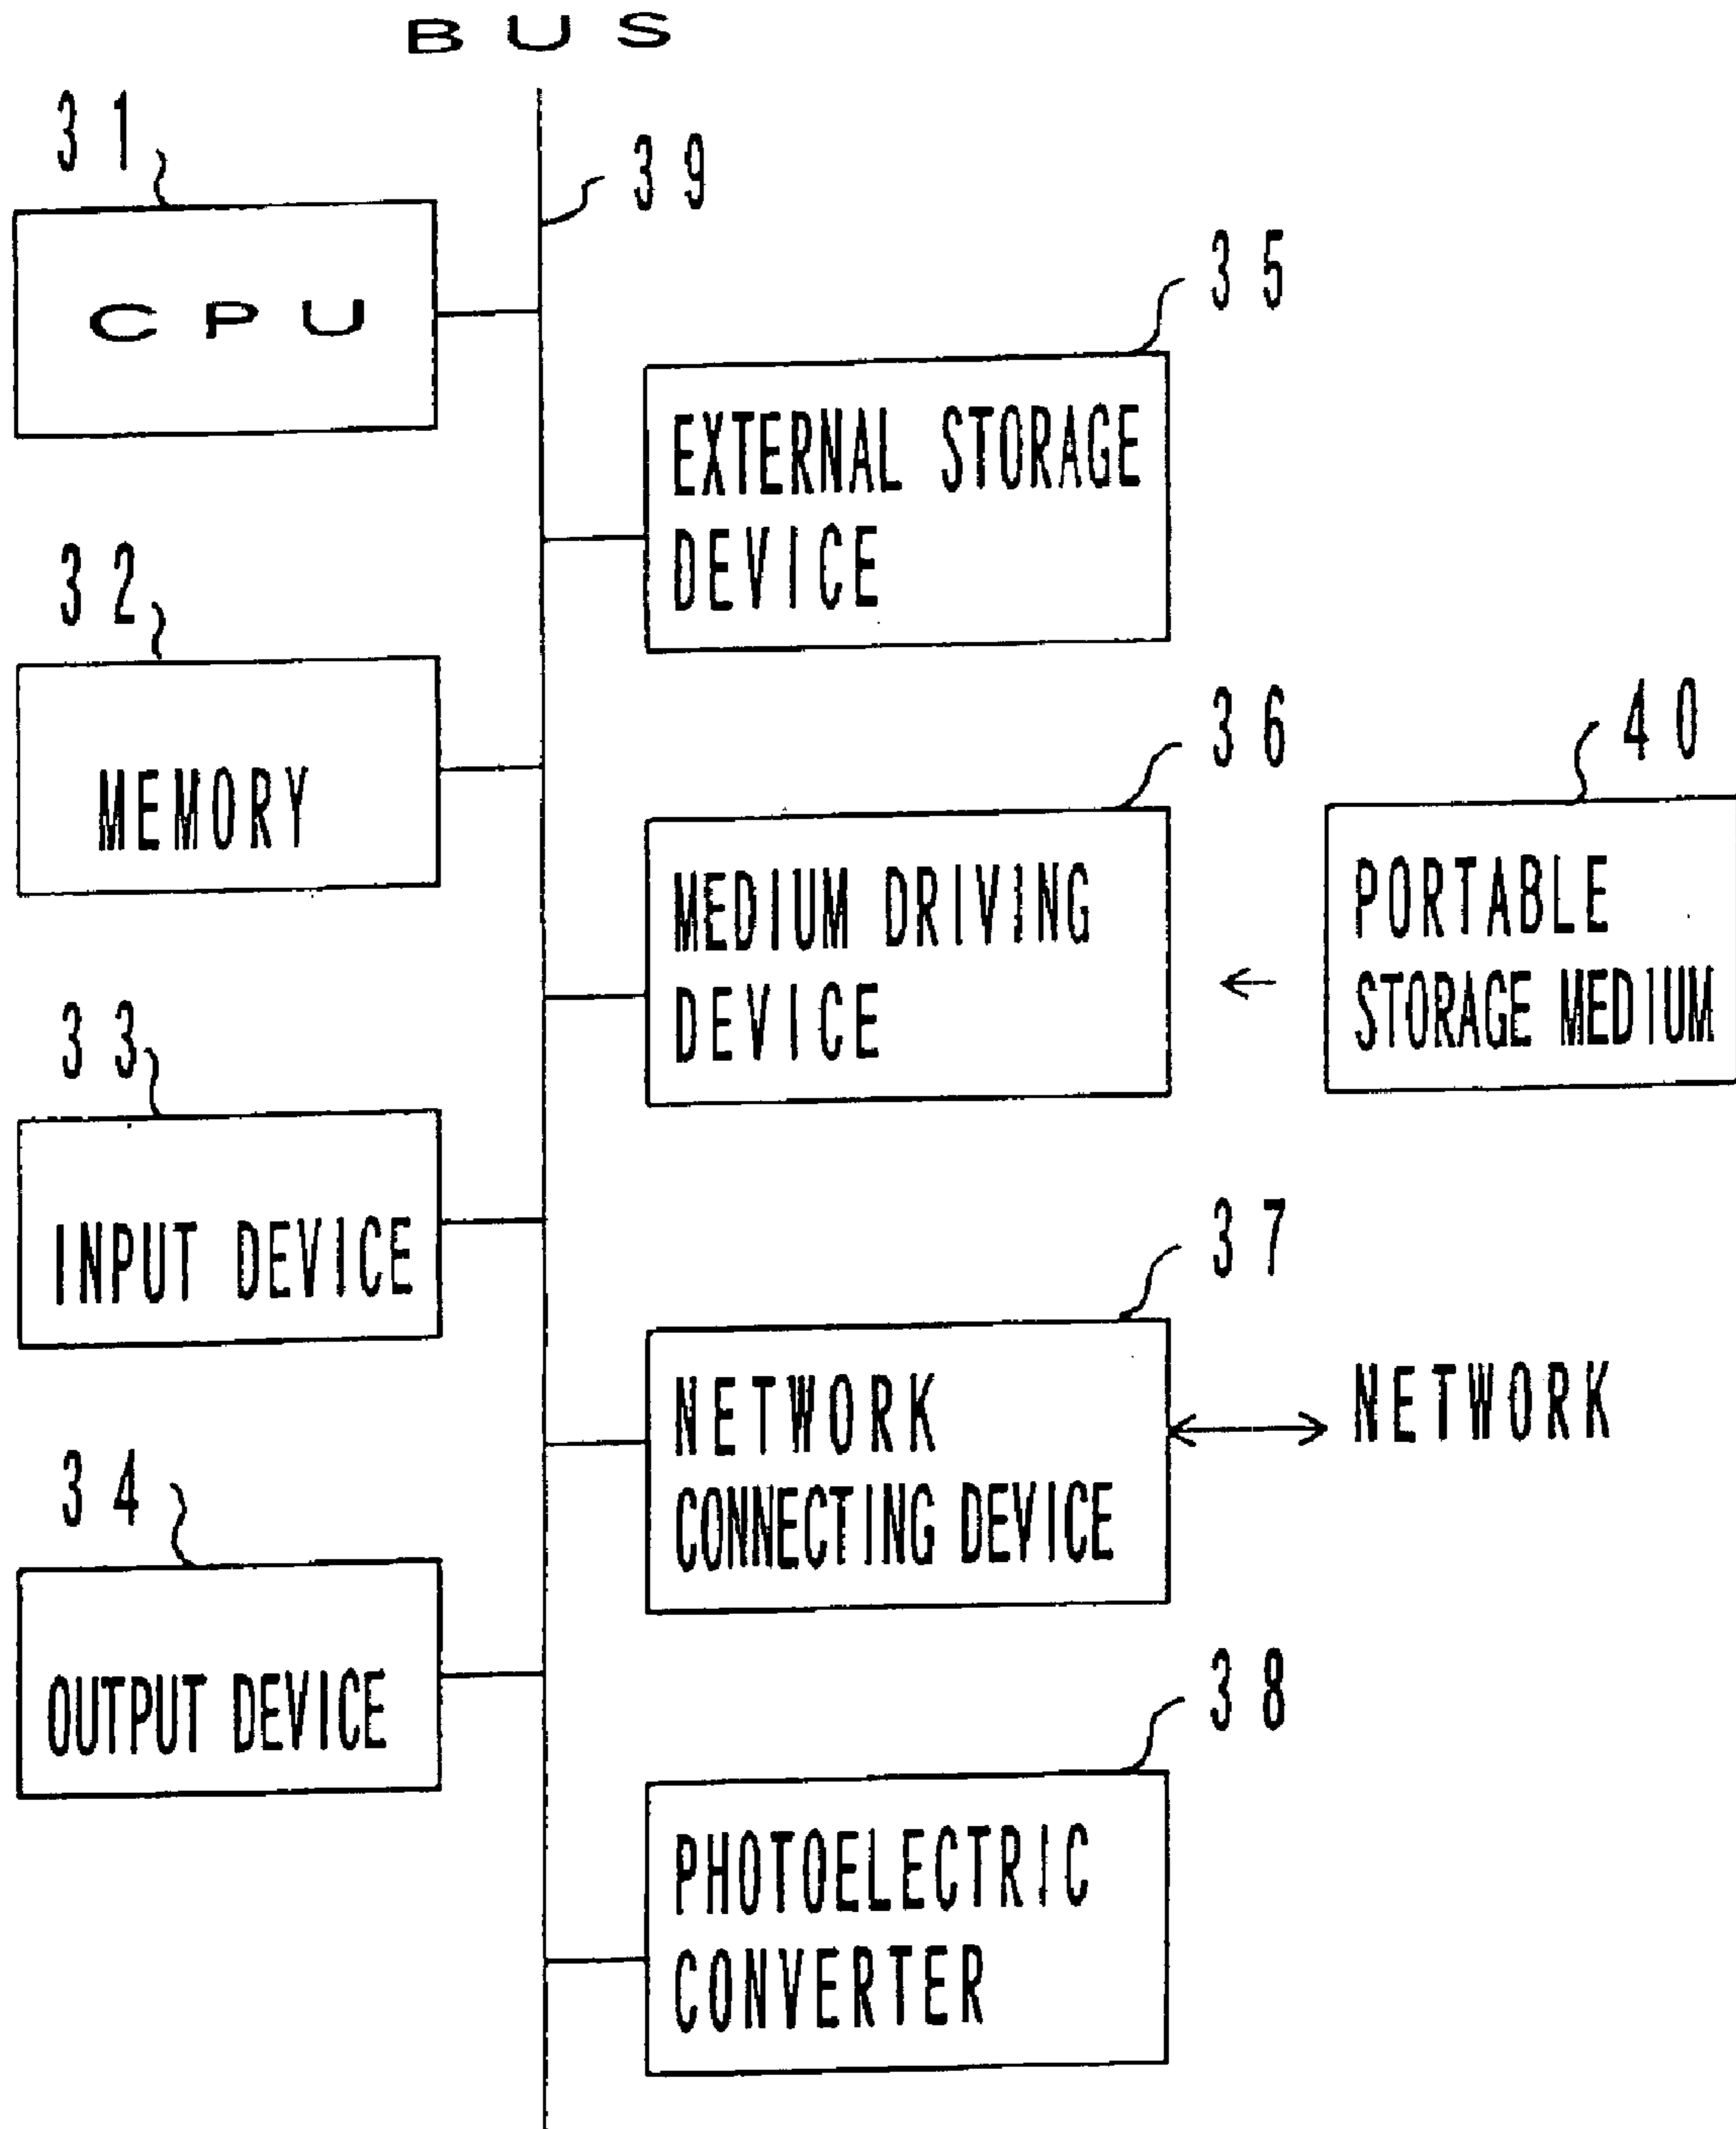 BUS
31
39
CPU
35
EXTERNAL STORAGE
DEVICE
32
MEMORY
36
40
MEDIUM DRIVING
DEVICE
PORTABLE
STORAGE MEDIUM
33
INPUT DEVICE
37
NETWORK
CONNECTING DEVICE
NETWORK
34
OUTPUT DEVICE
38
PHOTOELECTRIC
CONVERTER